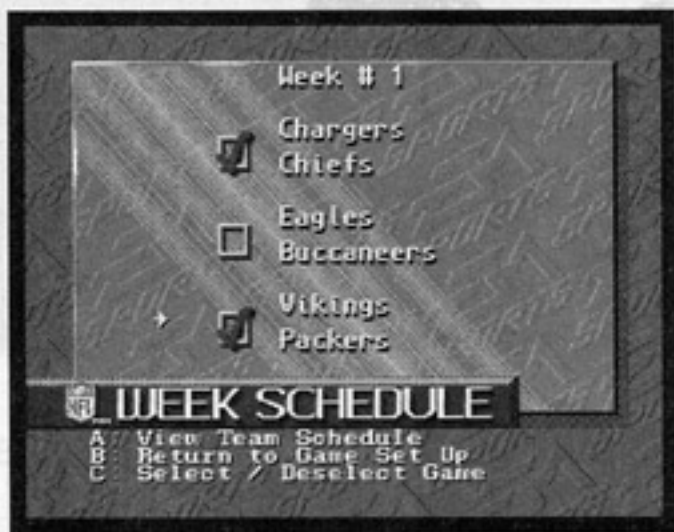 Week # 1
Chargers
Chiefs
Eagles
Buccaneers
Vikings
Packers
NFL
WEEK SCHEDULE
A: View Team Schedule
B: Return to Game Set Up
C: Select / Deselect Game